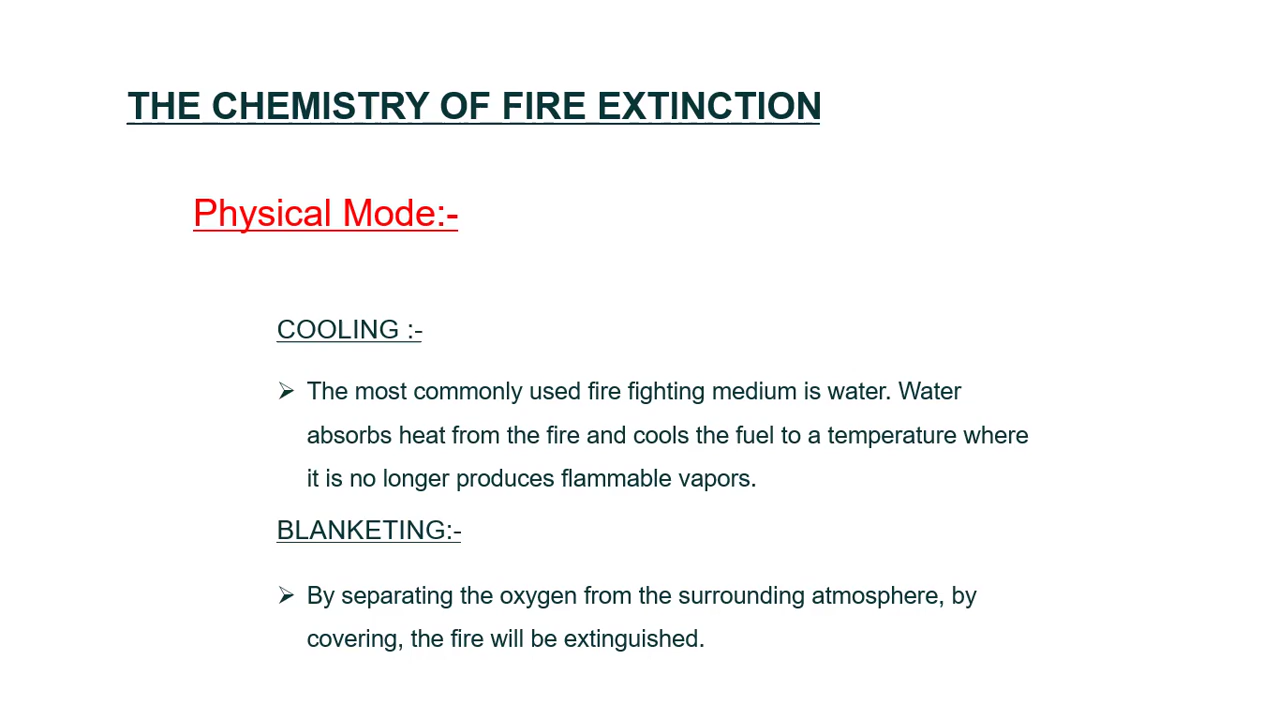 THE CHEMISTRY OF FIRE EXTINCTION
Physical Mode:-
COOLING :-
➢ The most commonly used fire fighting medium is water. Water
absorbs heat from the fire and cools the fuel to a temperature where
it is no longer produces flammable vapors.
BLANKETING:-
➢ By separating the oxygen from the surrounding atmosphere, by
covering, the fire will be extinguished.